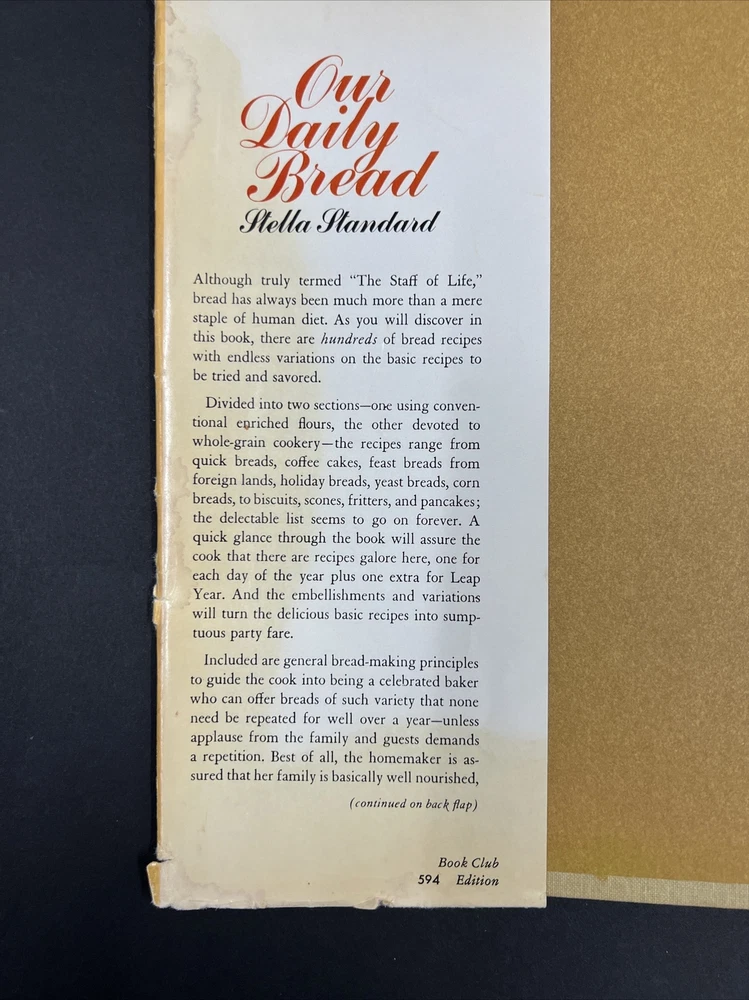 Our
Daily
Bread
Stella Standard
Although truly termed “The Staff of Life,”
bread has always been much more than a mere
staple of human diet. As you will discover in
this book, there are hundreds of bread recipes
with endless variations on the basic recipes to
be tried and savored.
Divided into two sections—one using conven-
tional enriched flours, the other devoted to
whole-grain cookery—the recipes range from
quick breads, coffee cakes, feast breads from
foreign lands, holiday breads, yeast breads, corn
breads, to biscuits, scones, fritters, and pancakes;
the delectable list seems to go on forever. A
quick glance through the book will assure the
cook that there are recipes galore here, one for
each day of the year plus one extra for Leap
Year. And the embellishments and variations
will turn the delicious basic recipes into sump-
tuous party fare.
Included are general bread-making principles
to guide the cook into being a celebrated baker
who can offer breads of such variety that none
need be repeated for well over a year—unless
applause from the family and guests demands
a repetition. Best of all, the homemaker is as-
sured that her family is basically well nourished,
(continued on back flap)
Book Club
594 Edition